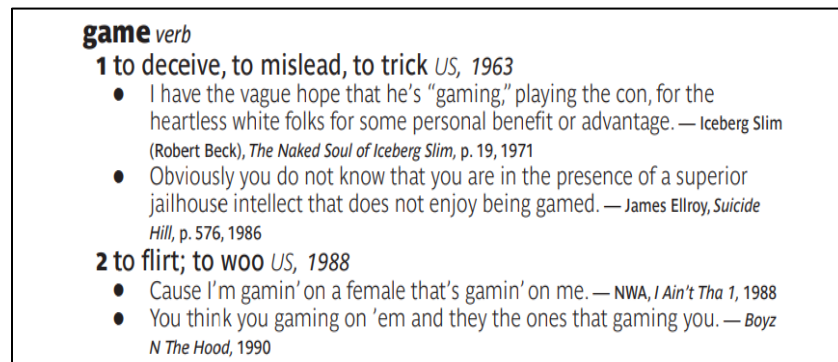 game verb
1 to deceive, to mislead, to trick US, 1963
● I have the vague hope that he's “gaming,” playing the con, for the
heartless white folks for some personal benefit or advantage. — Iceberg Slim
(Robert Beck), The Naked Soul of Iceberg Slim, p. 19, 1971
● Obviously you do not know that you are in the presence of a superior
jailhouse intellect that does not enjoy being gamed. — James Ellroy, Suicide
Hill, p. 576, 1986
2 to flirt; to woo US, 1988
● Cause I'm gamin' on a female that's gamin' on me. — NWA, I Ain't Tha 1, 1988
● You think you gaming on 'em and they the ones that gaming you. — Boyz
N The Hood, 1990